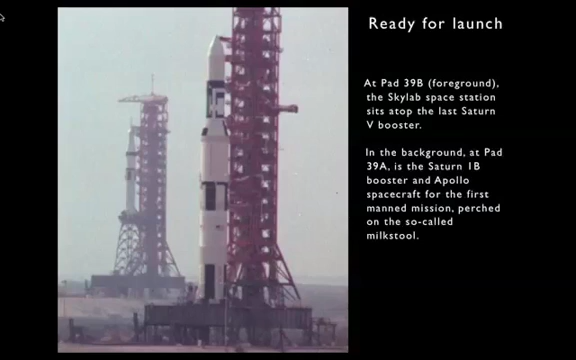 Ready for launch
At Pad 39B (foreground),
the Skylab space station
sits atop the last Saturn
V booster.
In the background, at Pad
39A, is the Saturn 1B
booster and Apollo
spacecraft for the first
manned mission, perched
on the so-called
milkstool.